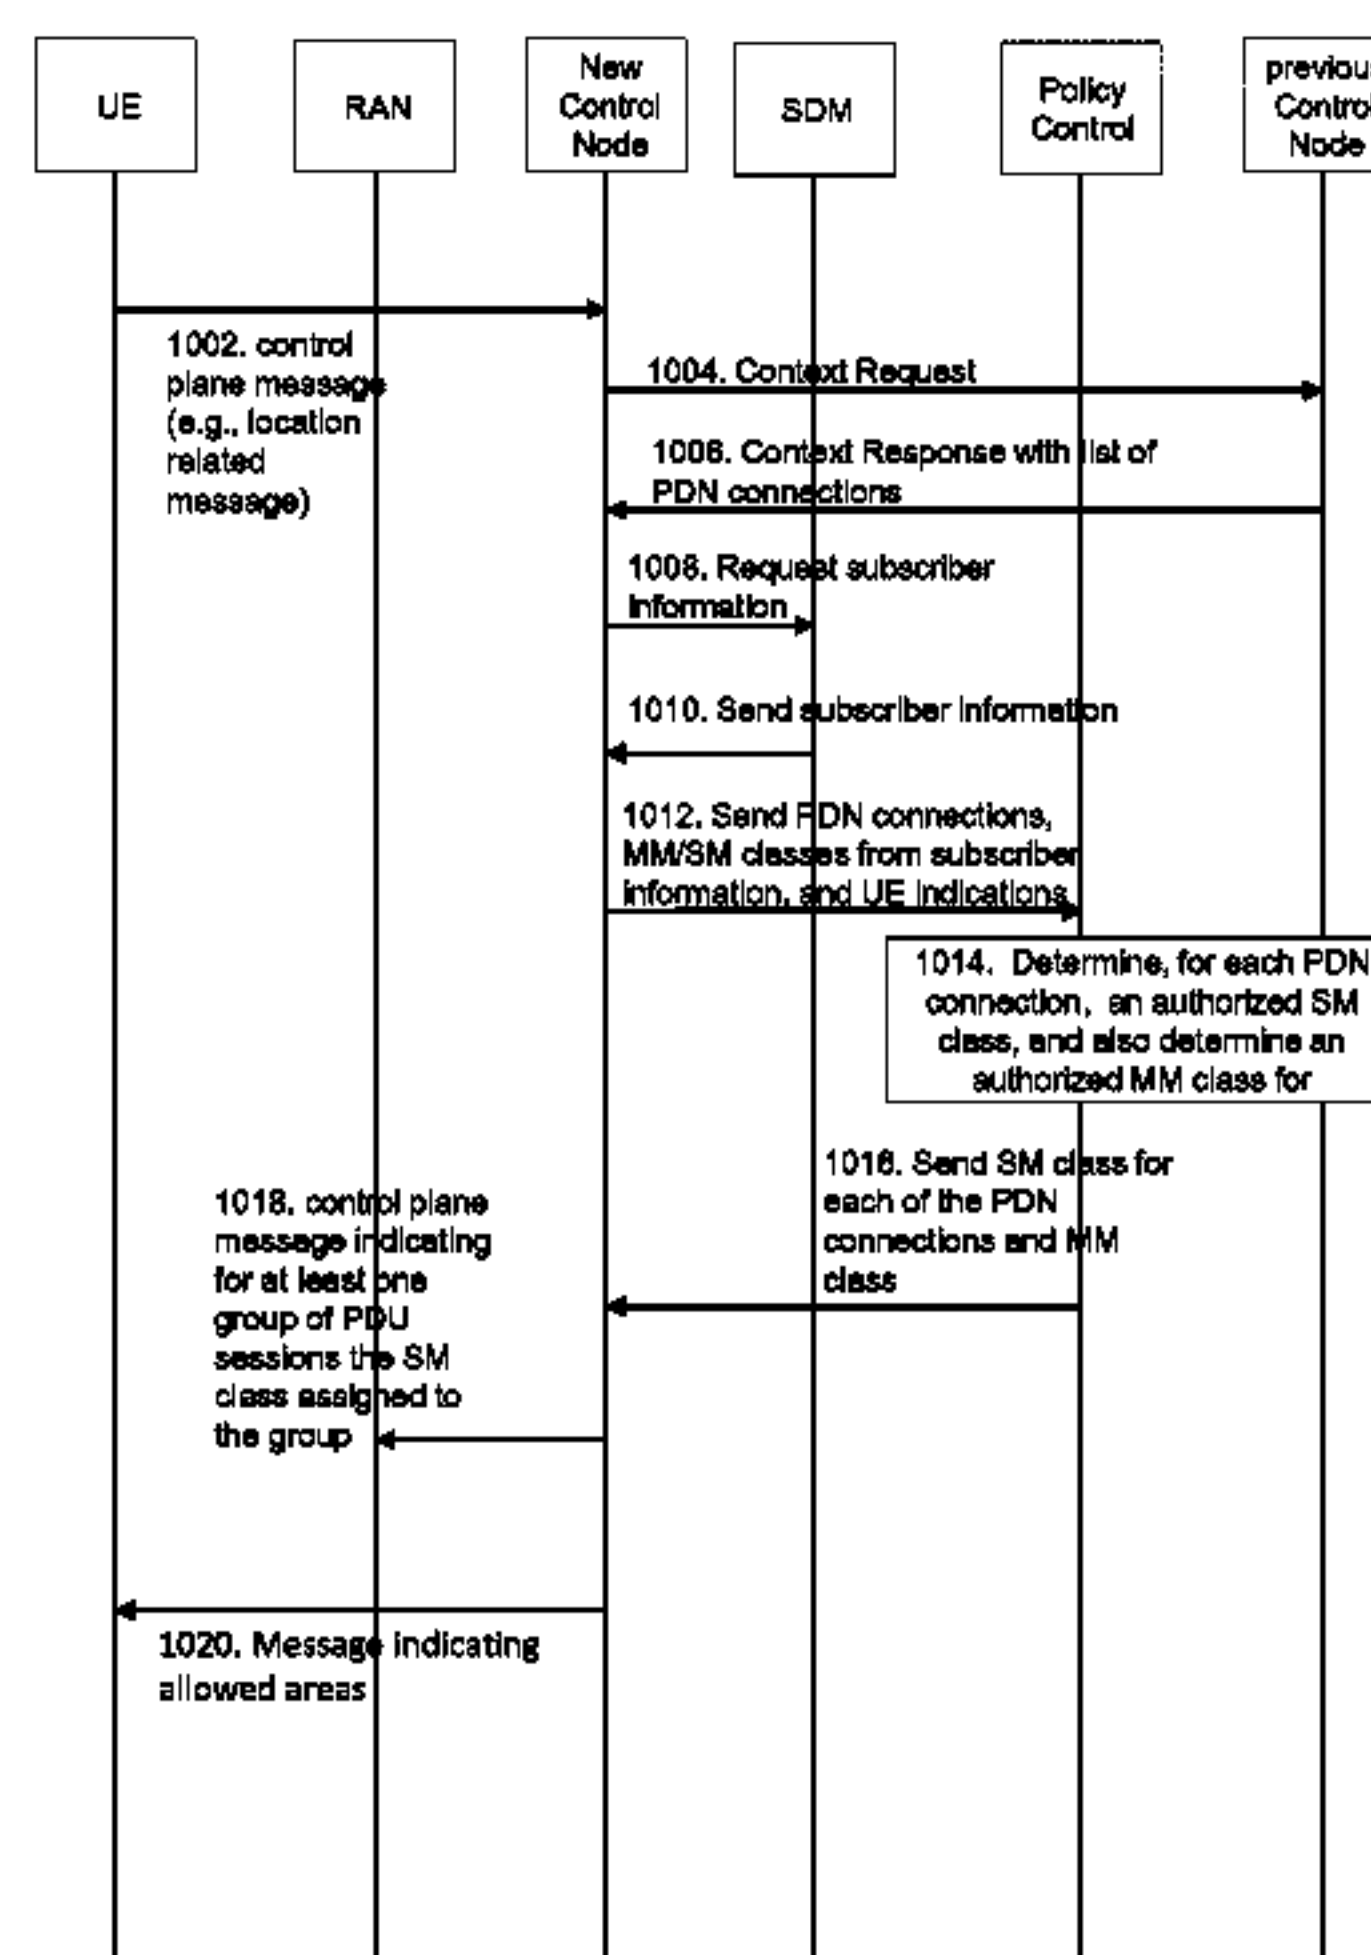 UE
RAN
New
Control
Node
SDM
Policy
Control
previou
Control
Node
1002. control
plane message
(e.g., location
related
message)
1004. Context Request
1006. Context Response with list of
PDN connections
1008. Request subscriber
information
1010. Send subscriber information
1012. Send PDN connections,
MM/SM classes from subscriber
information, and UE indications
1014. Determine, for each PDN
connection, an authorized SM
class, and also determine an
authorized MM class for
1016. Send SM class for
each of the PDN
connections and MM
class
1018. control plane
message indicating
for at least one
group of PDU
sessions the SM
class assigned to
the group
1020. Message indicating
allowed areas